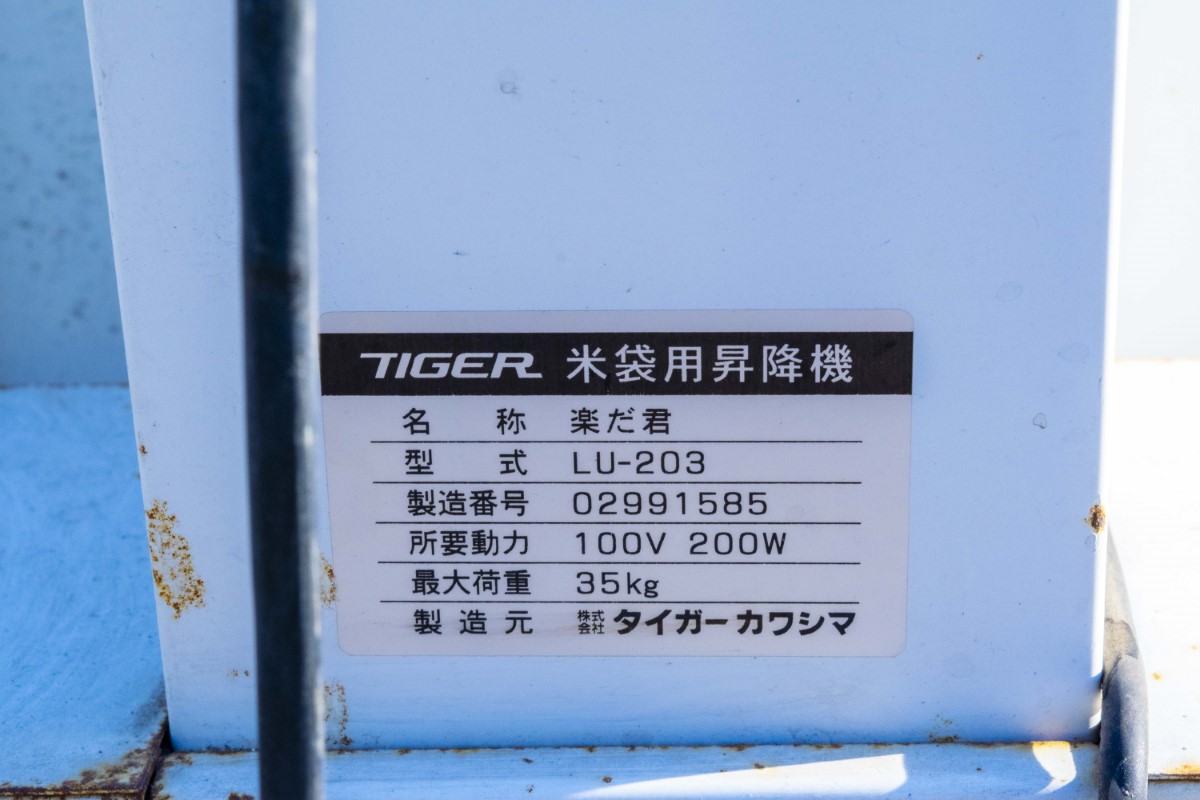 TIGER 米袋用昇降機
名称 楽だ君
型式 LU-203
製造番号 02991585
所要動力 100V 200W
最大荷重 35kg
製造元 株式会社 タイガーカワシマ